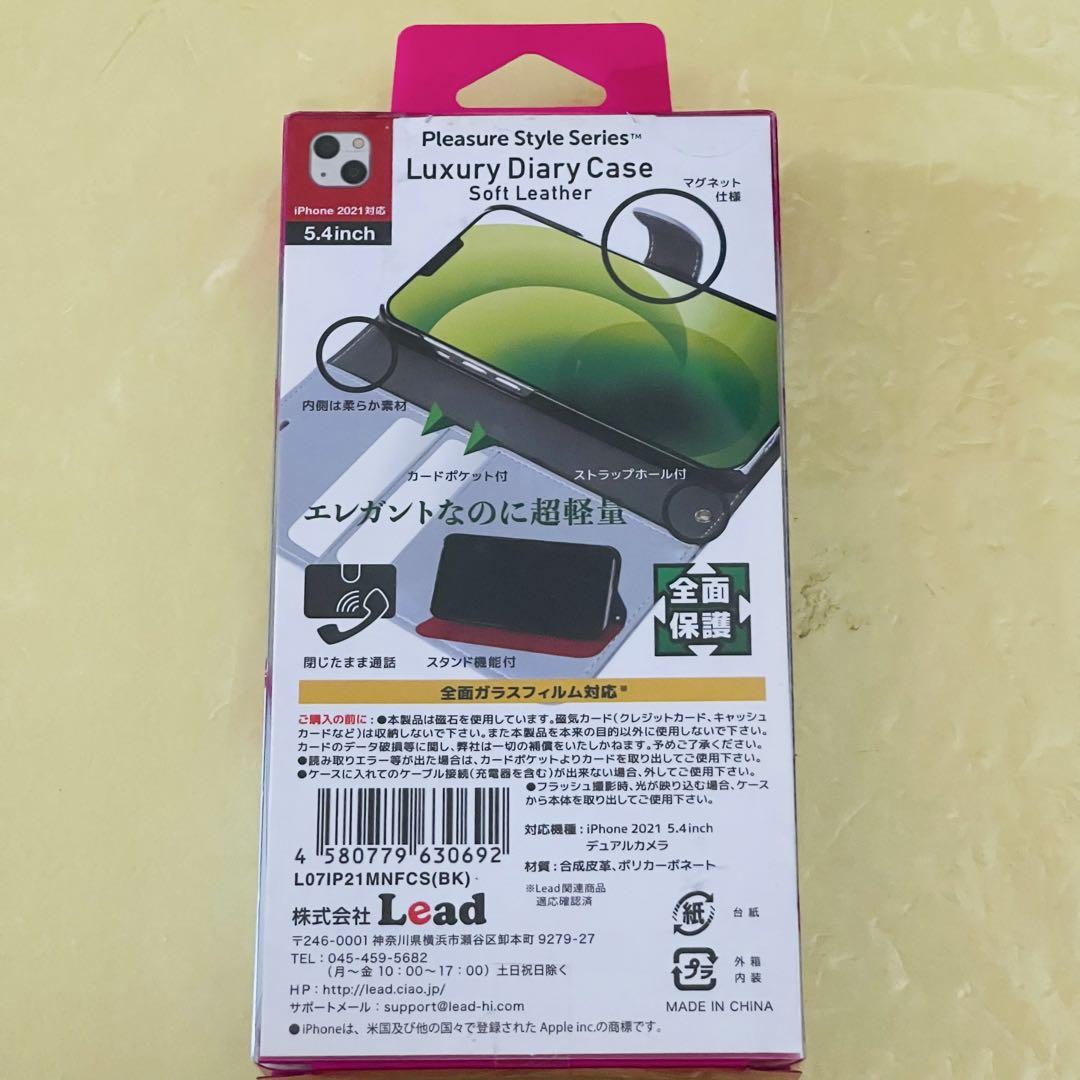 Pleasure Style Series™
Luxury Diary Case
Soft Leather
iPhone 2021対応
5.4inch
マグネット
仕様
内側は柔らか素材
カードポケット付
ストラップホール付
エレガントなのに超軽量
全面
保護
閉じたまま通話
スタンド機能付
全面ガラスフィルム対応※
ご購入の前に:●本製品は磁石を使用しています。磁気カード(クレジットカード、キャッシュ
カードなど)は収納しないで下さい。また本製品を本来の目的以外に使用しないで下さい。
カードのデータ破損等に関し、弊社は一切の補償をいたしかねます。予めご了承ください。
●読み取りエラー等が出た場合は、カードポケットよりカードを取り出してご使用下さい。
●ケースに入れてのケーブル接続(充電器を含む)が出来ない場合、外してご使用下さい。
●フラッシュ撮影時、光が映り込む場合、ケース
から本体を取り出してご使用下さい。
対応機種:iPhone 2021 5.4inch
デュアルカメラ
材質:合成皮革、ポリカーボネート
※Lead関連商品
適応確認済
4 580779 630692
L07IP21MNFCS(BK)
株式会社 Lead
〒246-0001 神奈川県横浜市瀬谷区卸本町 9279-27
TEL:045-459-5682
(月〜金 10:00〜17:00) 土日祝日除く
HP:http://lead.ciao.jp/
サポートメール:support@lead-hi.com
●iPhoneは、米国及び他の国々で登録された Apple inc.の商標です。
紙
台紙
プラ
外箱
内装
MADE IN CHINA